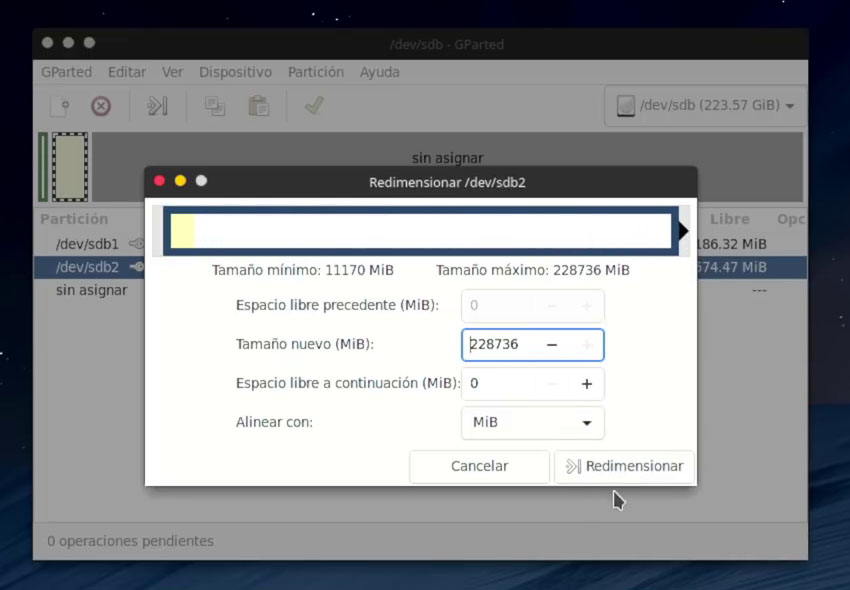 /dev/sdb - GParted
GParted Editar Ver Dispositivo Partición Ayuda
/dev/sdb (223.57 GiB)
sin asignar
Redimensionar /dev/sdb2
Partición Libre Opc
/dev/sdb1 186.32 MiB
/dev/sdb2 574.47 MiB
sin asignar ---
Tamaño mínimo: 11170 MiB Tamaño máximo: 228736 MiB
Espacio libre precedente (MiB): 0
Tamaño nuevo (MiB): 228736
Espacio libre a continuación (MiB): 0
Alinear con: MiB
Cancelar Redimensionar
0 operaciones pendientes